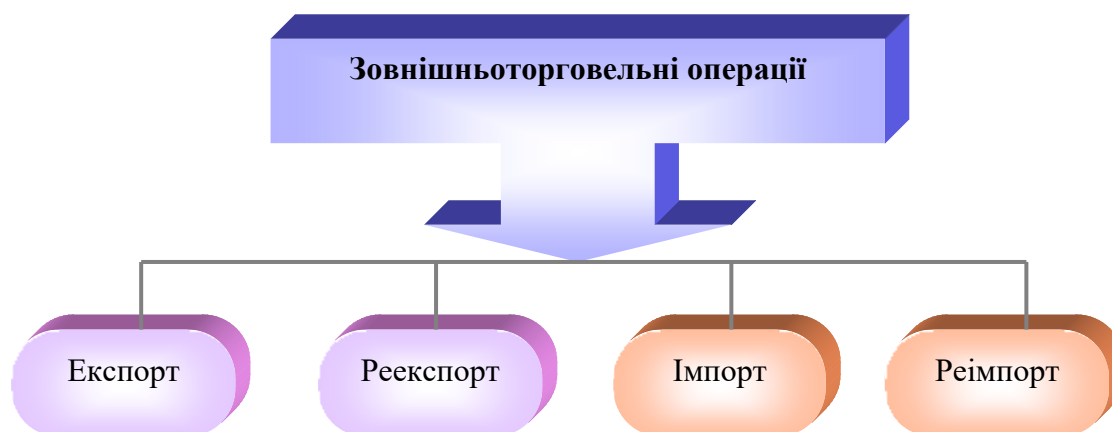 Зовнішньоторговельні операції
Експорт
Реекспорт
Імпорт
Реімпорт